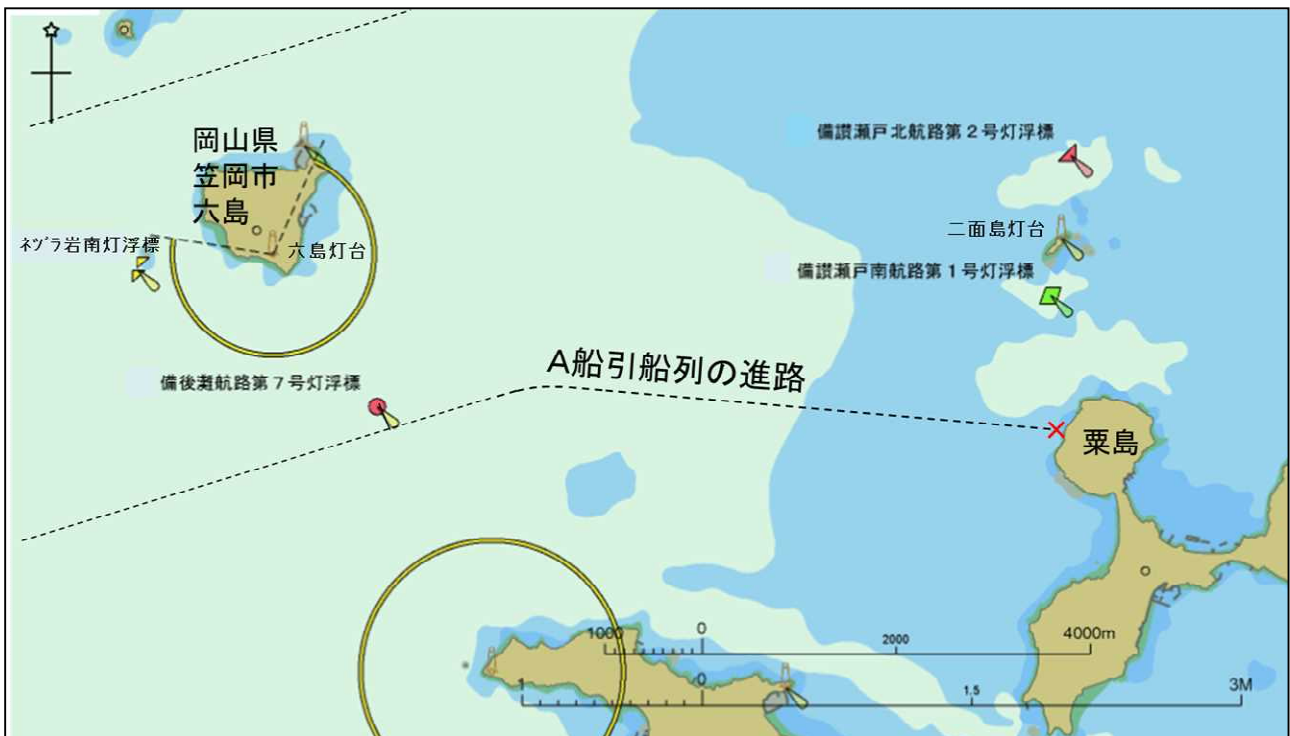 備讃瀬戸北航路第２号灯浮標
岡山県
笠岡市
六島
二面島灯台
ﾈｿﾞﾗ岩南灯浮標
六島灯台
備讃瀬戸南航路第１号灯浮標
A船引船列の進路
備後灘航路第７号灯浮標
粟島
1000 0 2000 4000m
1 0 1.5 3M